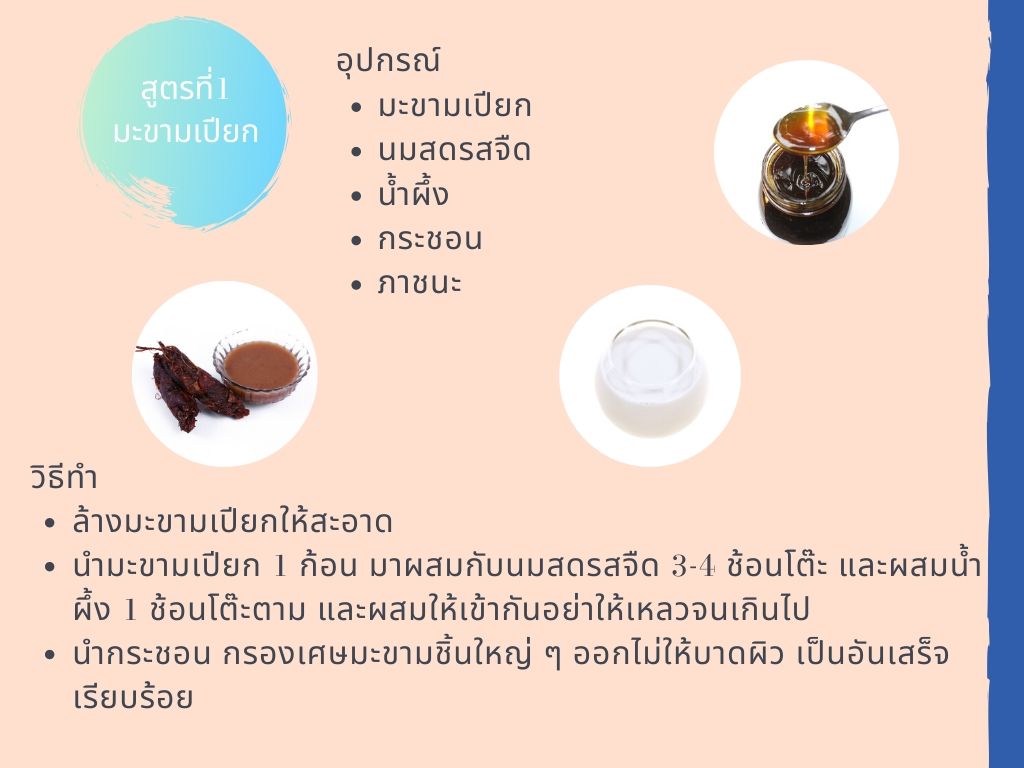 สูตรที่1
มะขามเปียก
อุปกรณ์
• มะขามเปียก
• นมสดรสจืด
• น้ำผึ้ง
• กระชอน
• ภาชนะ
วิธีทำ
• ล้างมะขามเปียกให้สะอาด
• นำมะขามเปียก 1 ก้อน มาผสมกับนมสดรสจืด 3-4 ช้อนโต๊ะ และผสมน้ำ
ผึ้ง 1 ช้อนโต๊ะตาม และผสมให้เข้ากันอย่าให้เหลวจนเกินไป
• นำกระชอน กรองเศษมะขามชิ้นใหญ่ ๆ ออกไม่ให้บาดผิว เป็นอันเสร็จ
เรียบร้อย